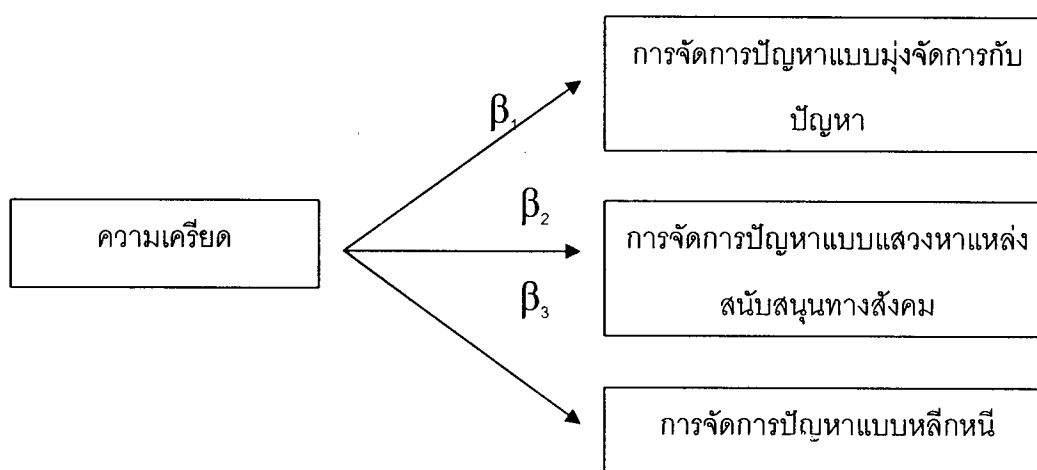 การจัดการปัญหาแบบมุ่งจัดการกับ
ปัญหา
β₁
ความเครียด
β₂
การจัดการปัญหาแบบแสวงหาแหล่ง
สนับสนุนทางสังคม
β₃
การจัดการปัญหาแบบหลีกหนี